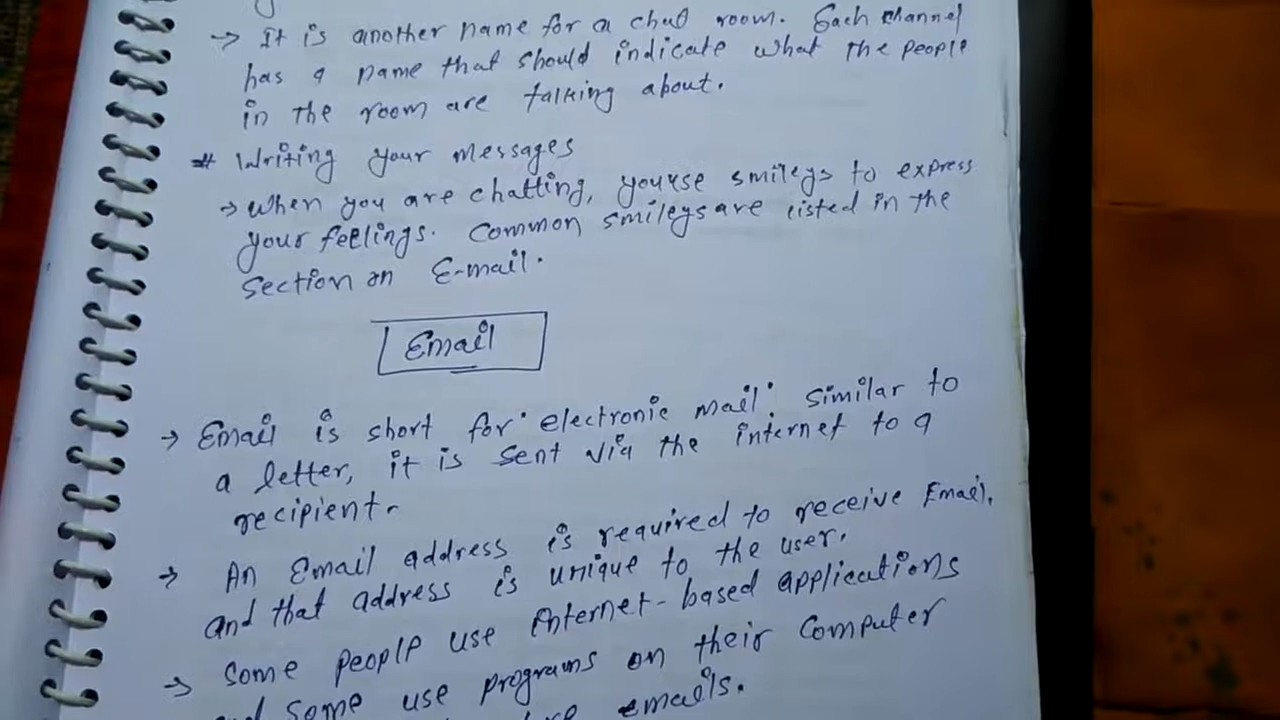 → It is another name for a chat room. Each channel
has a name that should indicate what the people
in the room are talking about.
# Writing your messages
→ When you are chatting, youuse smileys to express
your feelings. Common smileys are listed in the
section on E-mail.
Email
→ Email is short for electronic mail. Similar to
a letter, it is sent via the internet to a
recipient.
→ An Email address is required to receive Email,
and that address is unique to the user.
→ Some people use internet-based applications
and some use programs on their Computer
emails.